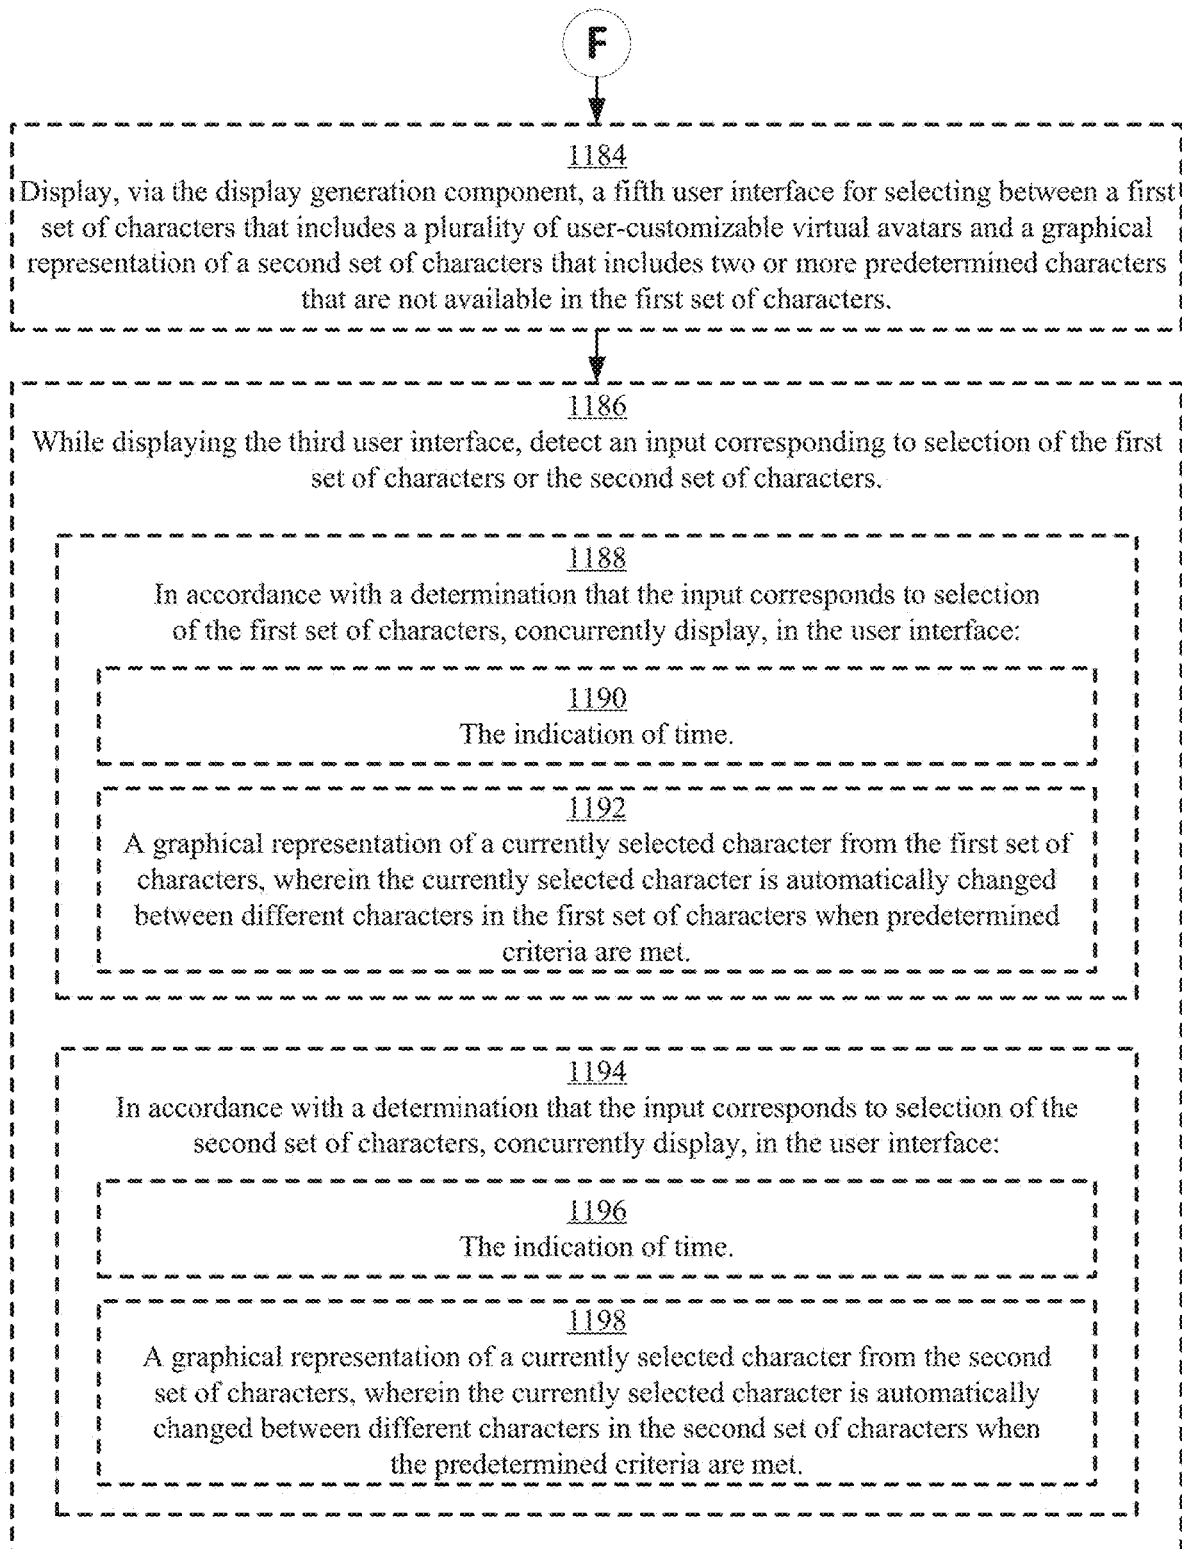 F
1184
Display, via the display generation component, a fifth user interface for selecting between a first
set of characters that includes a plurality of user-customizable virtual avatars and a graphical
representation of a second set of characters that includes two or more predetermined characters
that are not available in the first set of characters.
1186
While displaying the third user interface, detect an input corresponding to selection of the first
set of characters or the second set of characters.
1188
In accordance with a determination that the input corresponds to selection
of the first set of characters, concurrently display, in the user interface:
1190
The indication of time.
1192
A graphical representation of a currently selected character from the first set of
characters, wherein the currently selected character is automatically changed
between different characters in the first set of characters when predetermined
criteria are met.
1194
In accordance with a determination that the input corresponds to selection of the
second set of characters, concurrently display, in the user interface:
1196
The indication of time.
1198
A graphical representation of a currently selected character from the second
set of characters, wherein the currently selected character is automatically
changed between different characters in the second set of characters when
the predetermined criteria are met.